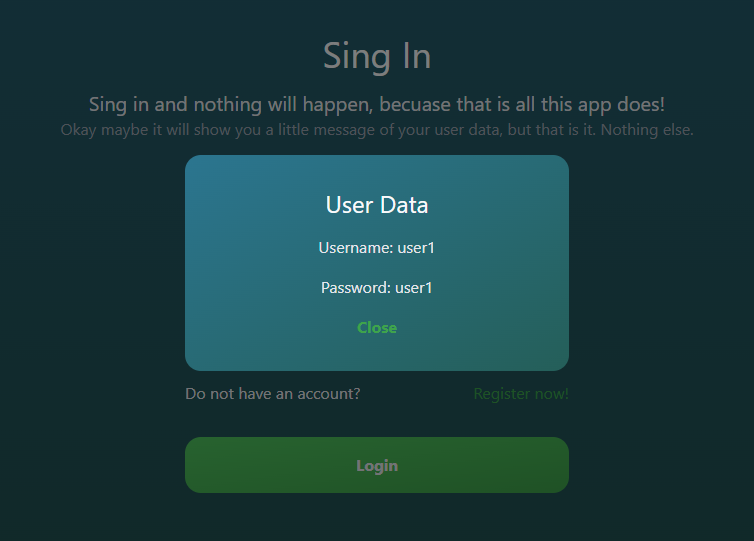 Sing In
Sing in and nothing will happen, becuase that is all this app does!
Okay maybe it will show you a little message of your user data, but that is it. Nothing else.
User Data
Username: user1
Password: user1
Close
Do not have an account? Register now!
Login